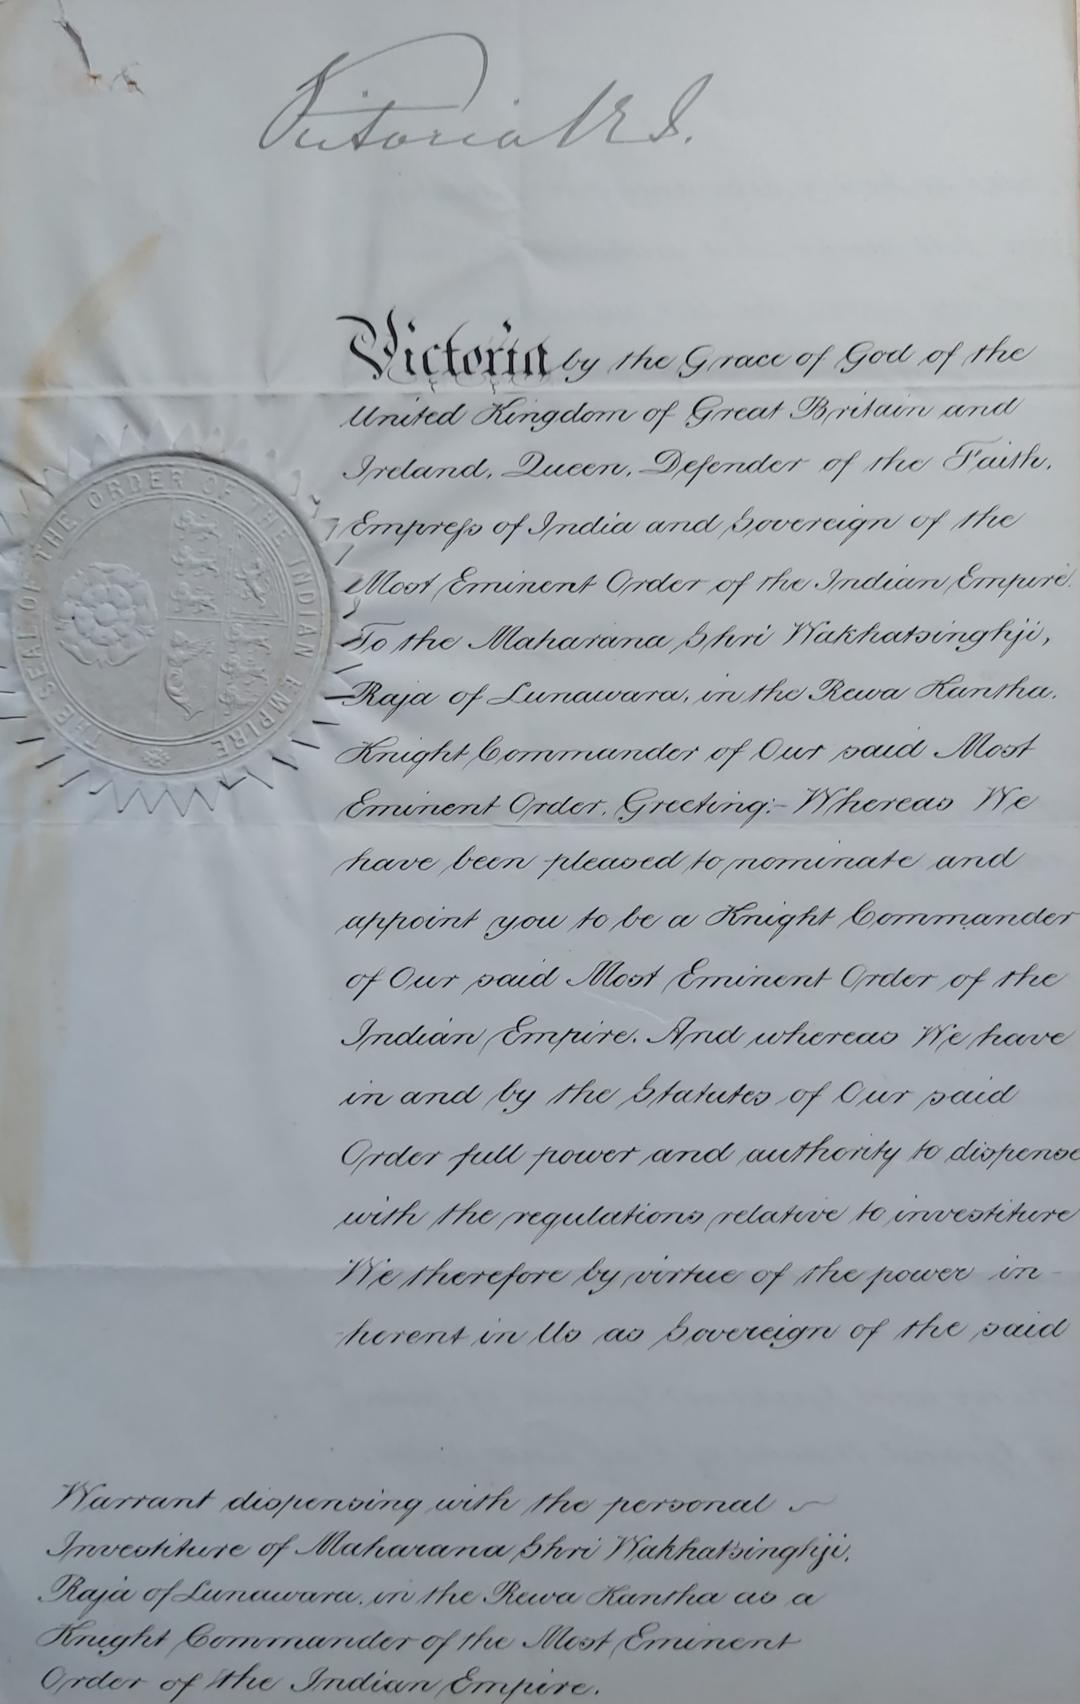 Victoria R I.
Victoria by the Grace of God of the
United Kingdom of Great Britain and
Ireland, Queen, Defender of the Faith,
Empress of India and Sovereign of the
Most Eminent Order of the Indian Empire.
To the Maharana Shri Wakhatsinghji,
Raja of Lunawara, in the Rewa Kantha,
Knight Commander of Our said Most
Eminent Order, Greeting:- Whereas We
have been pleased to nominate and
appoint you to be a Knight Commander
of Our said Most Eminent Order of the
Indian Empire. And whereas We have
in and by the Statutes of Our said
Order full power and authority to dispense
with the regulations relative to investiture
We therefore by virtue of the power in-
herent in Us as Sovereign of the said
THE SEAL OF THE ORDER OF THE INDIAN EMPIRE
Warrant dispensing with the personal
Investiture of Maharana Shri Wakhatsinghji,
Raja of Lunawara, in the Rewa Kantha as a
Knight Commander of the Most Eminent
Order of the Indian Empire.